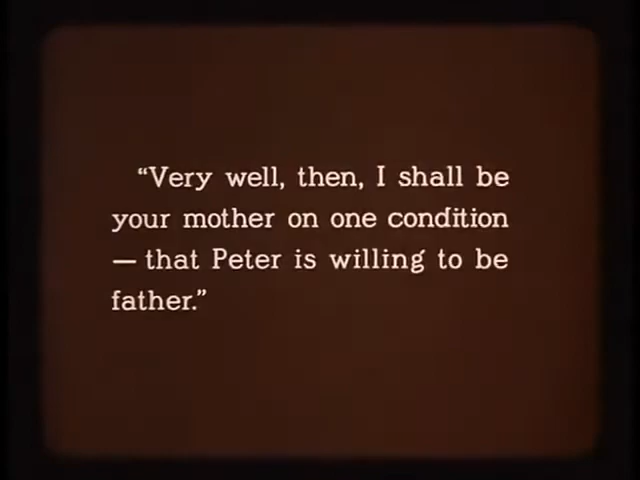 “Very well, then, I shall be
your mother on one condition
— that Peter is willing to be
father.”